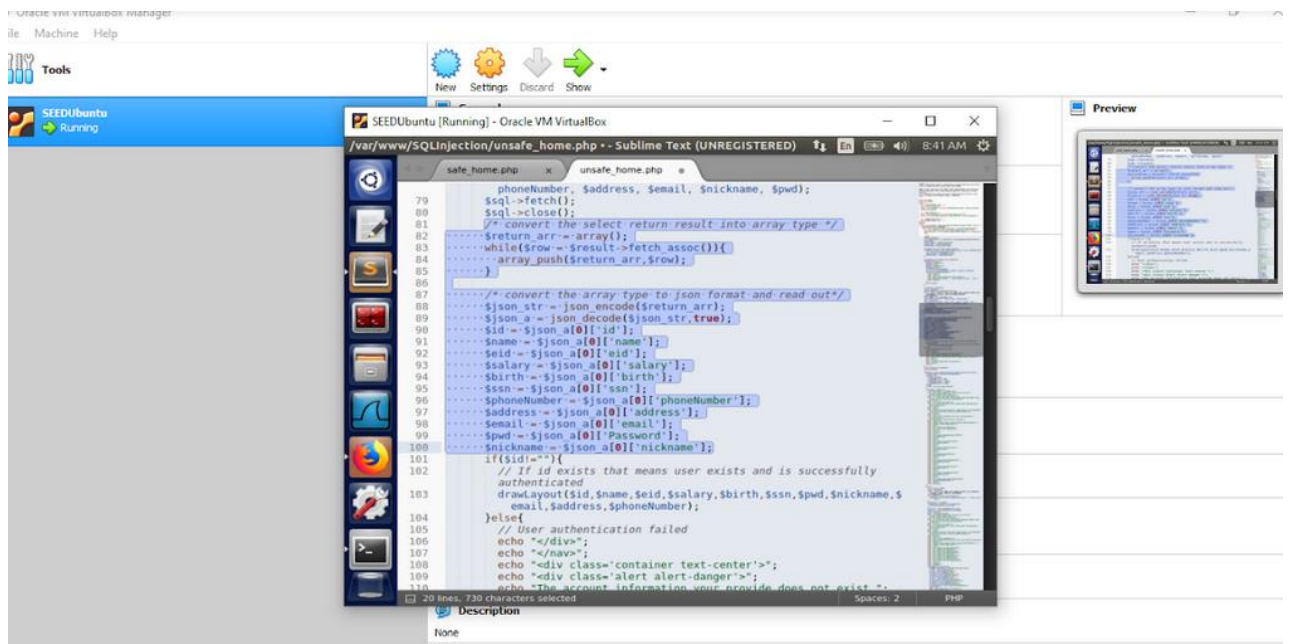 Oracle VM VirtualBox Manager
ile Machine Help
Tools
New Settings Discard Show
SEEDUbuntu
Running
Preview
SEEDUbuntu [Running] - Oracle VM VirtualBox
/var/www/SQLInjection/unsafe_home.php • - Sublime Text (UNREGISTERED) En 8:41 AM
safe_home.php x unsafe_home.php
phoneNumber, $address, $email, $nickname, $pwd);
79 $sql->fetch();
80 $sql->close();
81 /* convert the select return result into array type */
82 $return_arr = array();
83 while($row = $result->fetch_assoc()){
84 array_push($return_arr,$row);
85 }
86
87 /* convert the array type to json format and read out*/
88 $json_str = json_encode($return_arr);
89 $json_a = json_decode($json_str,true);
90 $id = $json_a[0]['id'];
91 $name = $json_a[0]['name'];
92 $eid = $json_a[0]['eid'];
93 $salary = $json_a[0]['salary'];
94 $birth = $json_a[0]['birth'];
95 $ssn = $json_a[0]['ssn'];
96 $phoneNumber = $json_a[0]['phoneNumber'];
97 $address = $json_a[0]['address'];
98 $email = $json_a[0]['email'];
99 $pwd = $json_a[0]['Password'];
100 $nickname = $json_a[0]['nickname'];
101 if($id!=""){
102 // If id exists that means user exists and is successfully
authenticated
103 drawLayout($id,$name,$eid,$salary,$birth,$ssn,$pwd,$nickname,$
email,$address,$phoneNumber);
104 }else{
105 // User authentication failed
106 echo "</div>";
107 echo "</nav>";
108 echo "<div class='container text-center'>";
109 echo "<div class='alert alert-danger'>";
110 echo "The account information your provide does not exist.";
20 lines, 730 characters selected Spaces: 2 PHP
Description
None